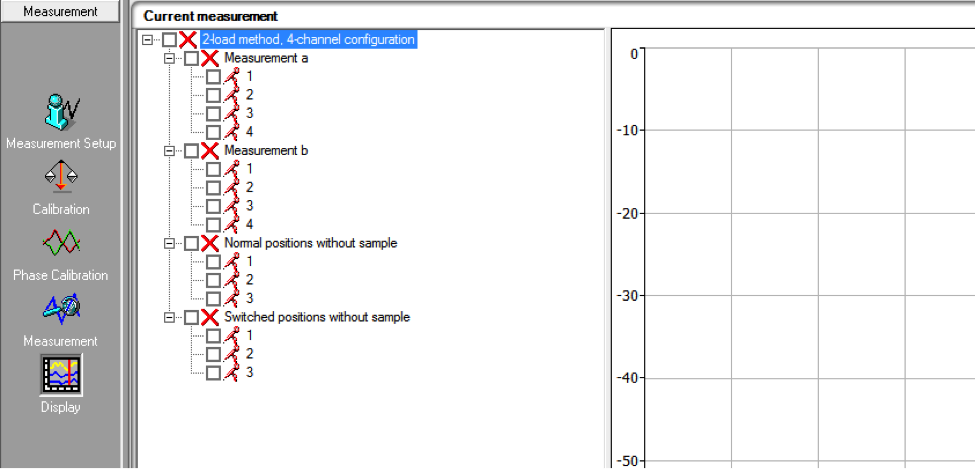 Measurement
Current measurement
2-load method, 4-channel configuration
Measurement a
1
2
3
4
Measurement b
1
2
3
4
Normal positions without sample
1
2
3
Switched positions without sample
1
2
3
Measurement Setup
Calibration
Phase Calibration
Measurement
Display
0
-10
-20
-30
-40
-50